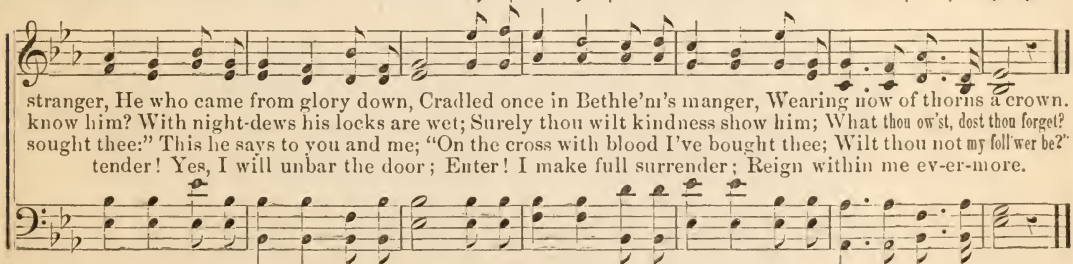 stranger, He who came from glory down, Cradled once in Bethle'm's manger, Wearing now of thorns a crown.
know him? With night-dews his locks are wet; Surely thou wilt kindness show him; What thou ow'st, dost thou forget?
sought thee:" This he says to you and me; "On the cross with blood I've bought thee; Wilt thou not my foll'wer be?"
tender! Yes, I will unbar the door; Enter! I make full surrender; Reign within me ev-er-more.